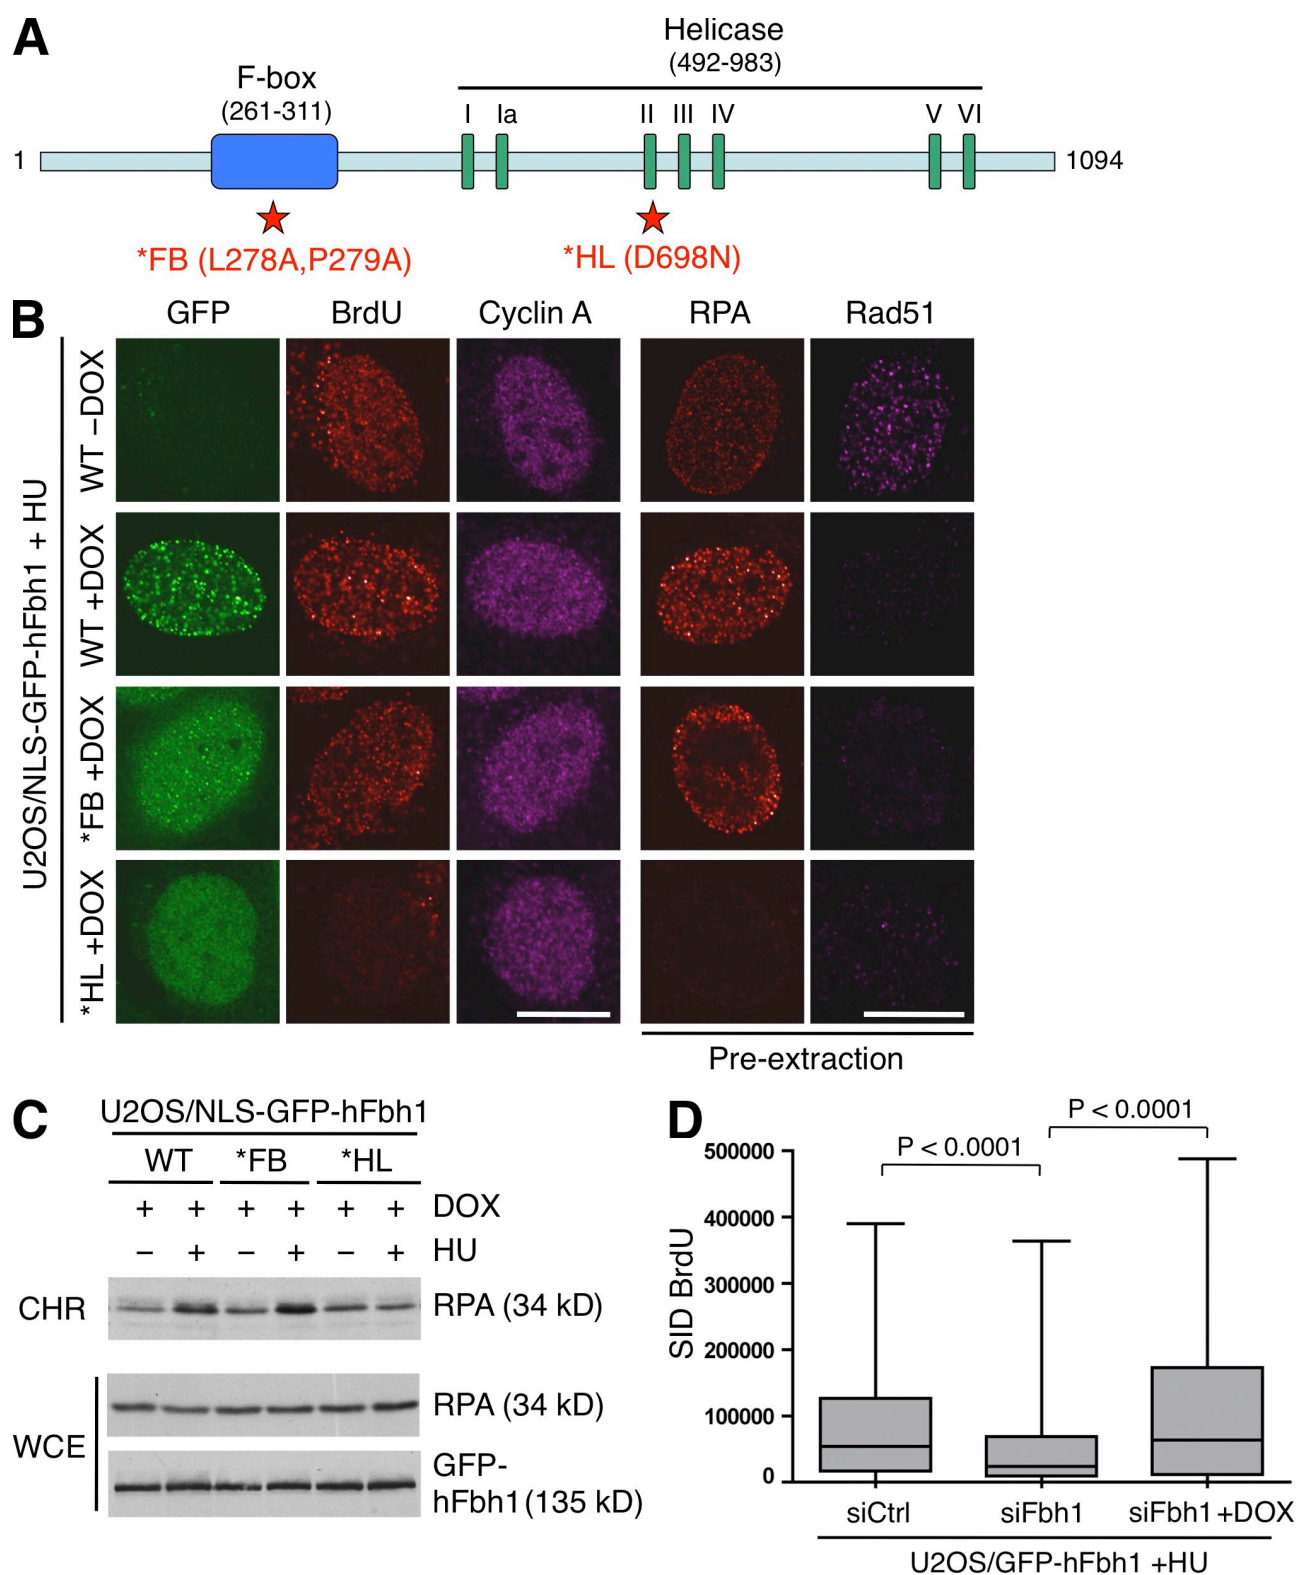 A
Helicase
(492-983)
F-box
(261-311)
I Ia II III IV V VI
1 1094
*FB (L278A,P279A) *HL (D698N)
B
GFP BrdU Cyclin A RPA Rad51
U2OS/NLS-GFP-hFbh1 + HU
WT –DOX
WT +DOX
*FB +DOX
*HL +DOX
Pre-extraction
C
U2OS/NLS-GFP-hFbh1
WT *FB *HL
+ + + + + + DOX
– + – + – + HU
CHR RPA (34 kD)
WCE
RPA (34 kD)
GFP-
hFbh1 (135 kD)
D
P < 0.0001
P < 0.0001
SID BrdU
500000
400000
300000
200000
100000
0
siCtrl siFbh1 siFbh1 +DOX
U2OS/GFP-hFbh1 +HU